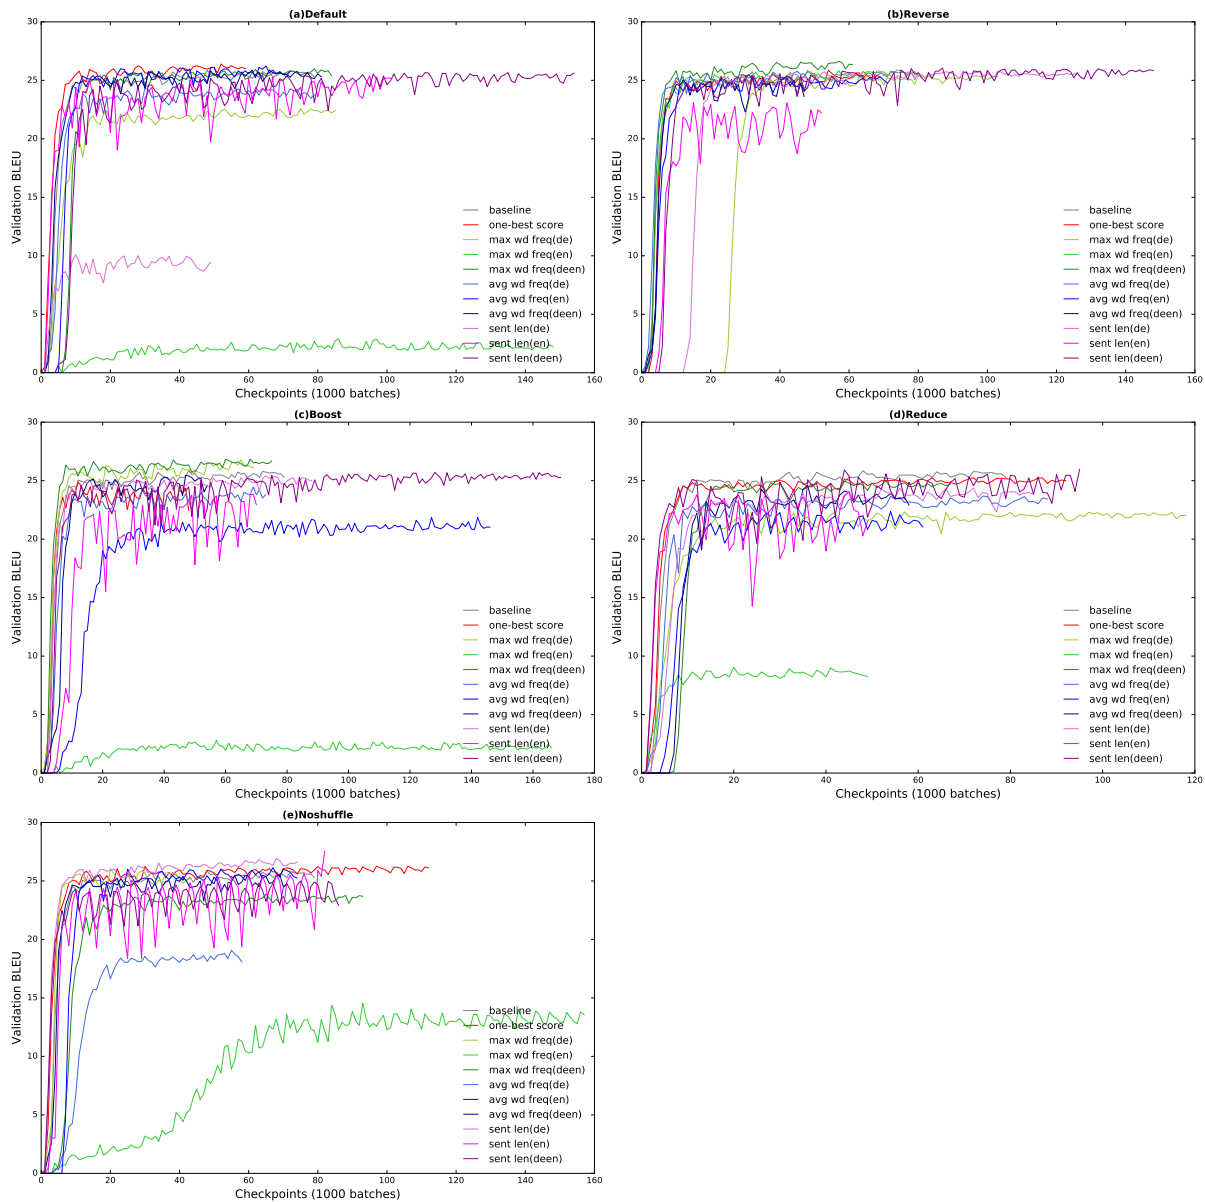 (a)Default
30
25
20
15
10
5
0
Validation BLEU
baseline
one-best score
max wd freq(de)
max wd freq(en)
max wd freq(deen)
avg wd freq(de)
avg wd freq(en)
avg wd freq(deen)
sent len(de)
sent len(en)
sent len(deen)
0 20 40 60 80 100 120 140 160
Checkpoints (1000 batches)
(b)Reverse
30
25
20
15
10
5
0
Validation BLEU
baseline
one-best score
max wd freq(de)
max wd freq(en)
max wd freq(deen)
avg wd freq(de)
avg wd freq(en)
avg wd freq(deen)
sent len(de)
sent len(en)
sent len(deen)
0 20 40 60 80 100 120 140 160
Checkpoints (1000 batches)
(c)Boost
30
25
20
15
10
5
0
Validation BLEU
baseline
one-best score
max wd freq(de)
max wd freq(en)
max wd freq(deen)
avg wd freq(de)
avg wd freq(en)
avg wd freq(deen)
sent len(de)
sent len(en)
sent len(deen)
0 20 40 60 80 100 120 140 160 180
Checkpoints (1000 batches)
(d)Reduce
30
25
20
15
10
5
0
Validation BLEU
baseline
one-best score
max wd freq(de)
max wd freq(en)
max wd freq(deen)
avg wd freq(de)
avg wd freq(en)
avg wd freq(deen)
sent len(de)
sent len(en)
sent len(deen)
0 20 40 60 80 100 120
Checkpoints (1000 batches)
(e)Noshuffle
30
25
20
15
10
5
0
Validation BLEU
baseline
one-best score
max wd freq(de)
max wd freq(en)
max wd freq(deen)
avg wd freq(de)
avg wd freq(en)
avg wd freq(deen)
sent len(de)
sent len(en)
sent len(deen)
0 20 40 60 80 100 120 140 160
Checkpoints (1000 batches)